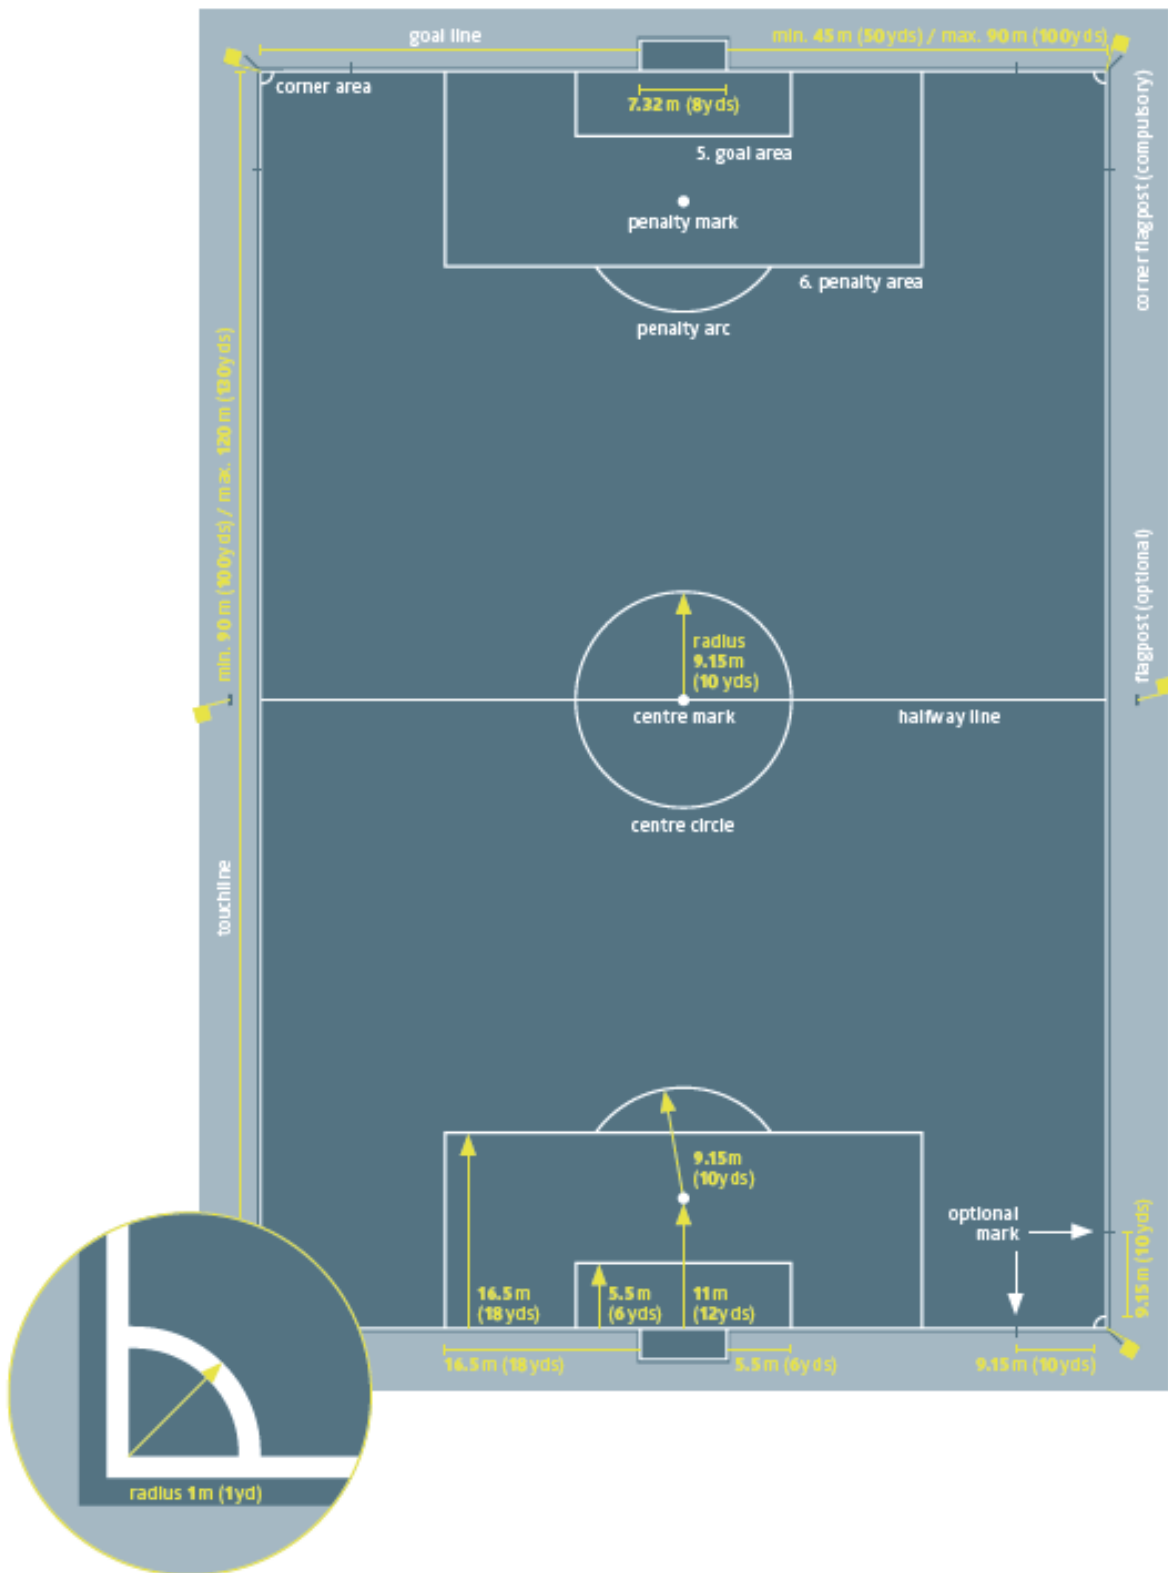 goal line
min. 45 m (50 yds) / max. 90 m (100 yds)
corner area
7.32 m (8 yds)
5. goal area
penalty mark
6. penalty area
penalty arc
corner flagpost (compulsory)
min. 90 m (100 yds) / max. 120 m (130 yds)
flagpost (optional)
radius
9.15 m
(10 yds)
centre mark
halfway line
centre circle
touchline
9.15 m
(10 yds)
optional
mark
9.15 m (10 yds)
16.5 m
(18 yds)
5.5 m
(6 yds)
11 m
(12 yds)
16.5 m (18 yds)
5.5 m (6 yds)
9.15 m (10 yds)
radius 1 m (1 yd)